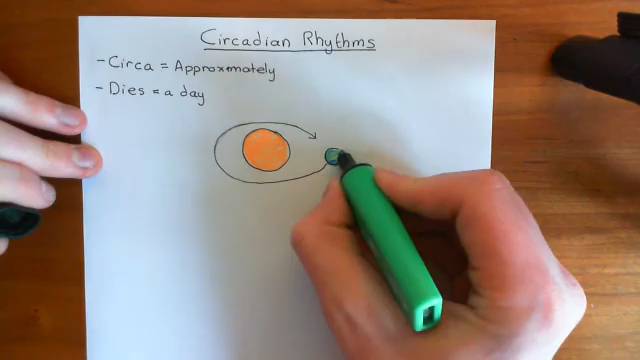 Circadian Rhythms
- Circa = Approximately
- Dies = a day